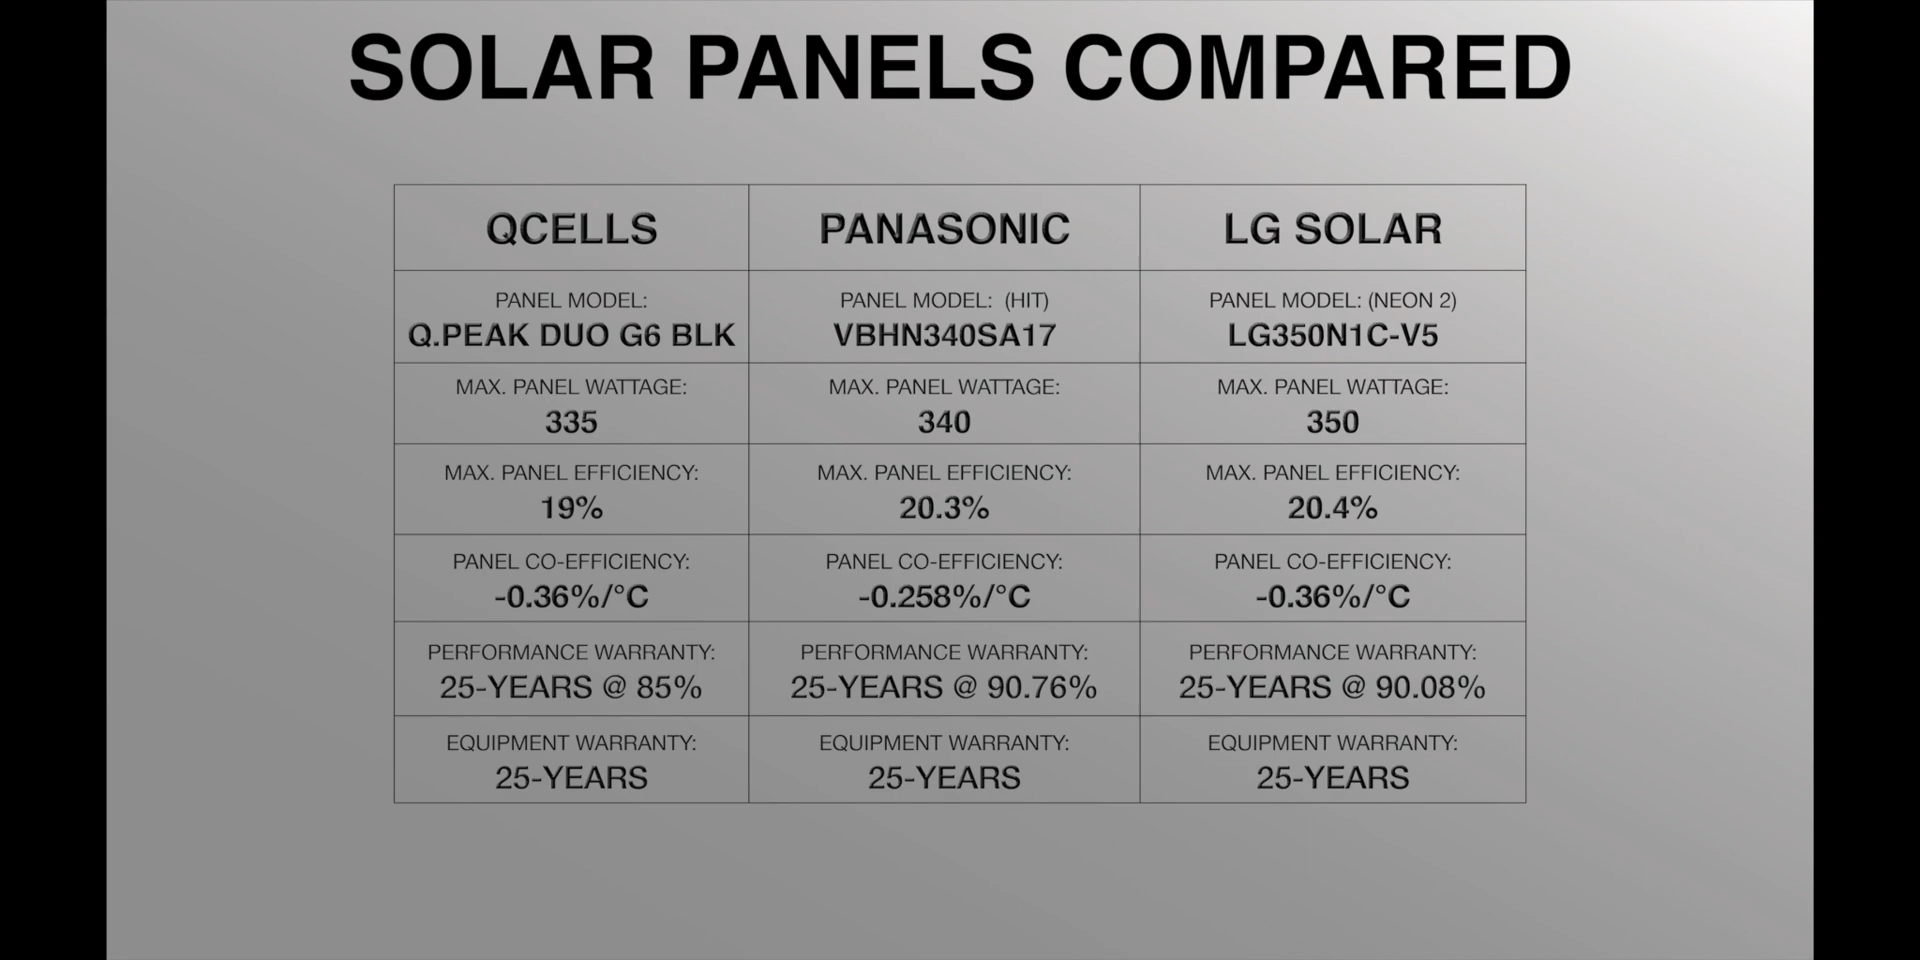 SOLAR PANELS COMPARED
QCELLS PANASONIC LG SOLAR
PANEL MODEL: PANEL MODEL: (HIT) PANEL MODEL: (NEON 2)
Q.PEAK DUO G6 BLK VBHN340SA17 LG350N1C-V5
MAX. PANEL WATTAGE: MAX. PANEL WATTAGE: MAX. PANEL WATTAGE:
335 340 350
MAX. PANEL EFFICIENCY: MAX. PANEL EFFICIENCY: MAX. PANEL EFFICIENCY:
19% 20.3% 20.4%
PANEL CO-EFFICIENCY: PANEL CO-EFFICIENCY: PANEL CO-EFFICIENCY:
-0.36%/°C -0.258%/°C -0.36%/°C
PERFORMANCE WARRANTY: PERFORMANCE WARRANTY: PERFORMANCE WARRANTY:
25-YEARS @ 85% 25-YEARS @ 90.76% 25-YEARS @ 90.08%
EQUIPMENT WARRANTY: EQUIPMENT WARRANTY: EQUIPMENT WARRANTY:
25-YEARS 25-YEARS 25-YEARS